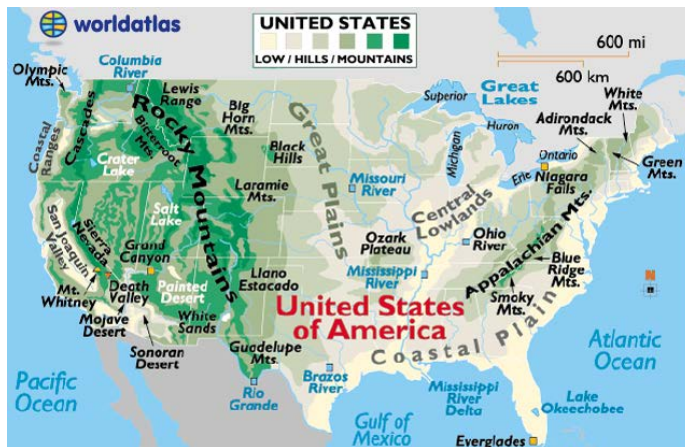 worldatlas
UNITED STATES
LOW / HILLS / MOUNTAINS
600 mi
600 km
Olympic
Mts.
Columbia
River
Lewis
Range
Coastal
Ranges
Cascades
Rocky Mountains
Bitterroot
Mts.
Big
Horn
Mts.
Black
Hills
Great Plains
Great
Lakes
Superior
Huron
Michigan
Ontario
Erie
White
Mts.
Adirondack
Mts.
Green
Mts.
Niagara
Falls
Crater
Lake
Salt
Lake
Laramie
Mts.
Missouri
River
Central
Lowlands
Ohio
River
Appalachian Mts.
Sierra
Nevada
San Joaquin
Valley
Grand
Canyon
Ozark
Plateau
Mississippi
River
Blue
Ridge
Mts.
Smoky
Mts.
Mt.
Whitney
Death
Valley
Painted
Desert
Llano
Estacado
United States
of America
Mojave
Desert
White
Sands
Sonoran
Desert
Guadelupe
Mts.
Coastal Plain
N
Atlantic
Ocean
Pacific
Ocean
Rio
Grande
Brazos
River
Mississippi
River
Delta
Gulf of
Mexico
Lake
Okeechobee
Everglades